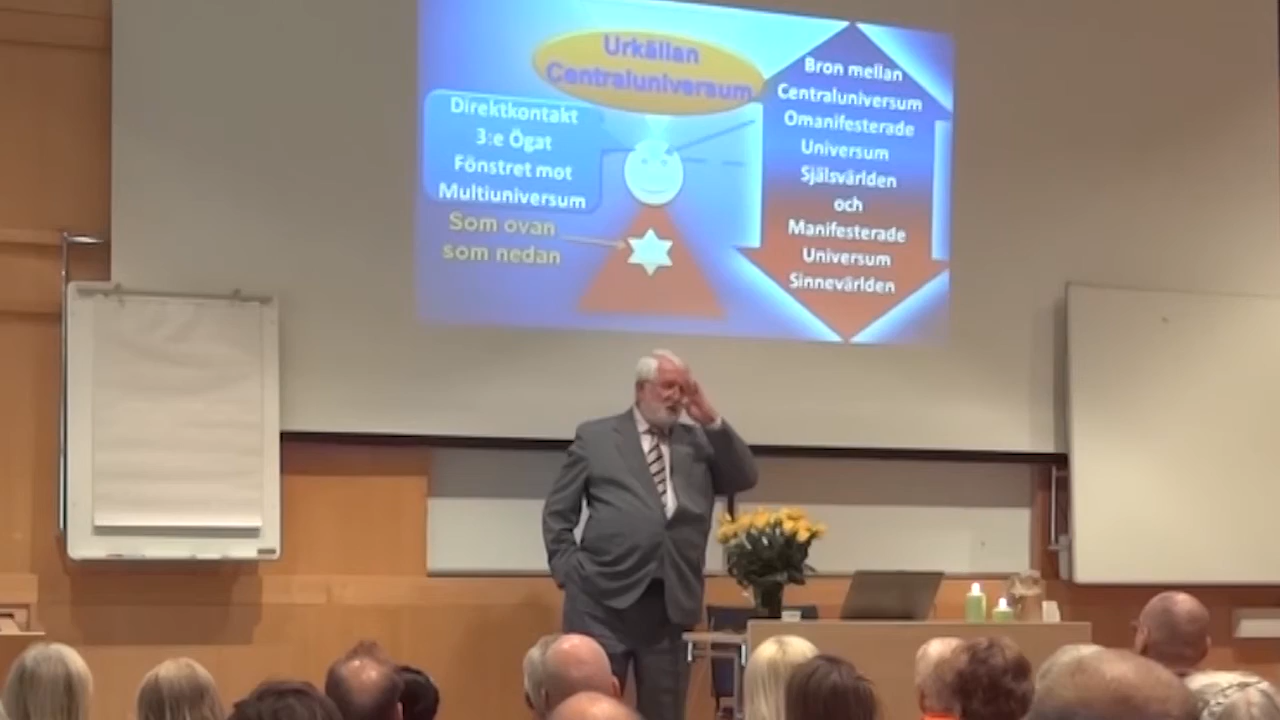 Urkällan
Centraluniversum
Direktkontakt
3:e Ögat
Fönstret mot
Multiuniversum
Som ovan
som nedan
Bron mellan
Centraluniversum
Omanifesterade
Universum
Själsvärlden
och
Manifesterade
Universum
Sinnevärlden